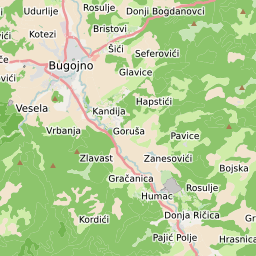 Udurlije
Rosulje
Donji Bogdanovci
Bristovi
Kotezi
Šići
Seferovići
Bugojno
Glavice
Vesela
Kandija
Hapstići
Vrbanja
Goruša
Pavice
Zlavast
Zanesovići
Bojska
Gračanica
Rosulje
Humac
Kordići
Donja Ričica
Pajić Polje